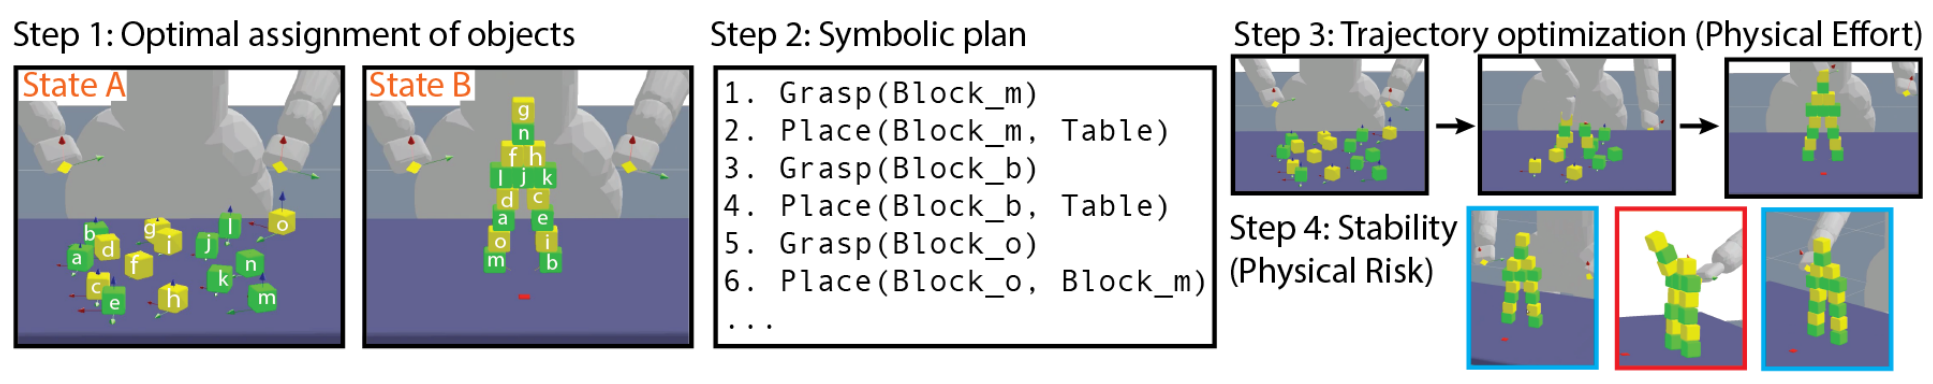 Step 1: Optimal assignment of objects
State A
b
g
l
o
a
d
i
j
f
n
c
k
e
h
m
State B
g
n
f h
l j k
d c
a e
o i
m b
Step 2: Symbolic plan
1. Grasp(Block_m)
2. Place(Block_m, Table)
3. Grasp(Block_b)
4. Place(Block_b, Table)
5. Grasp(Block_o)
6. Place(Block_o, Block_m)
...
Step 3: Trajectory optimization (Physical Effort)
Step 4: Stability
(Physical Risk)